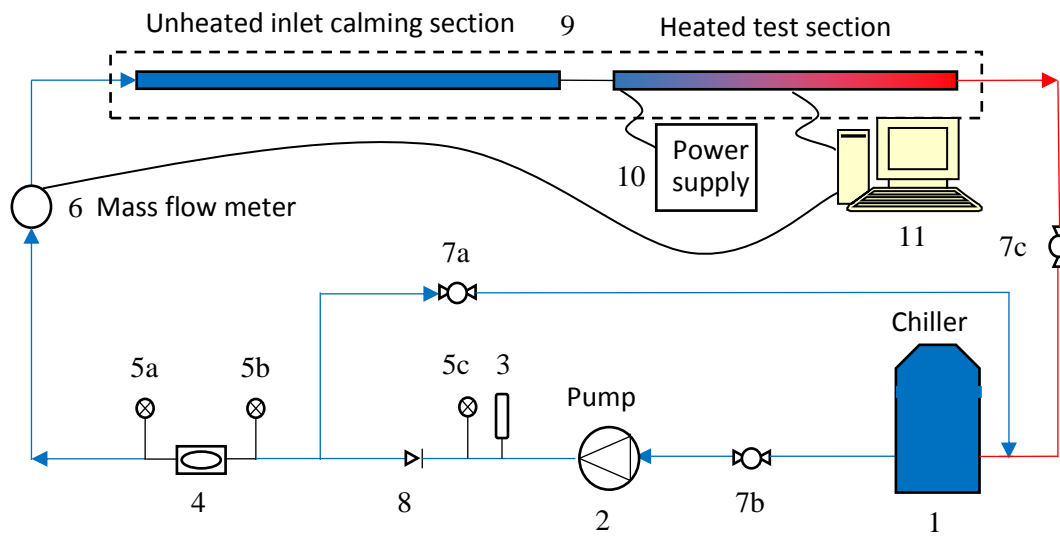 Unheated inlet calming section
9
Heated test section
10
Power
supply
6 Mass flow meter
11
7a
7c
Chiller
5a
5b
5c
3
Pump
4
8
2
7b
1